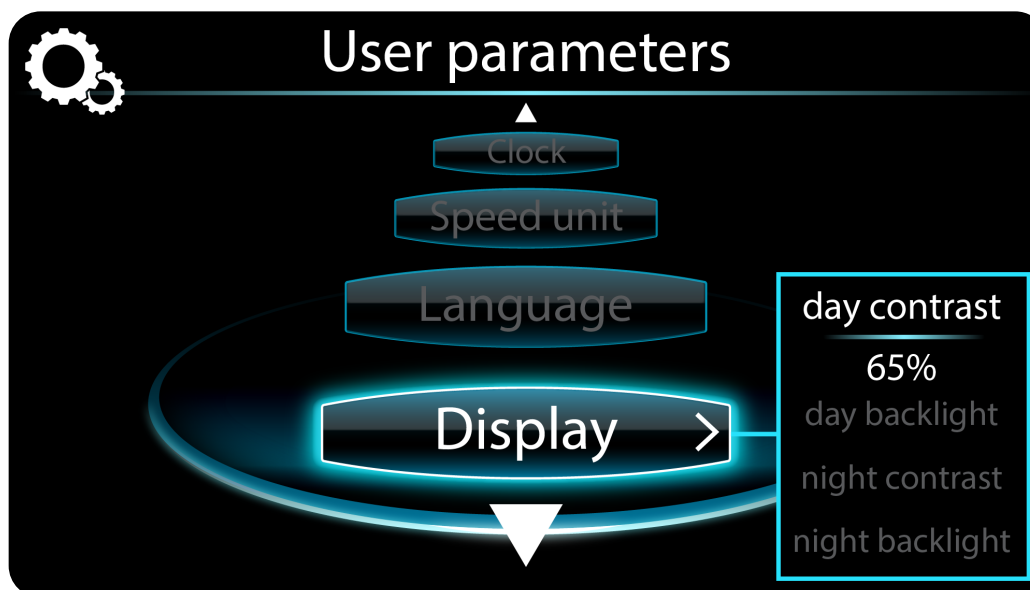 User parameters
Clock
Speed unit
Language
Display
day contrast
65%
day backlight
night contrast
night backlight